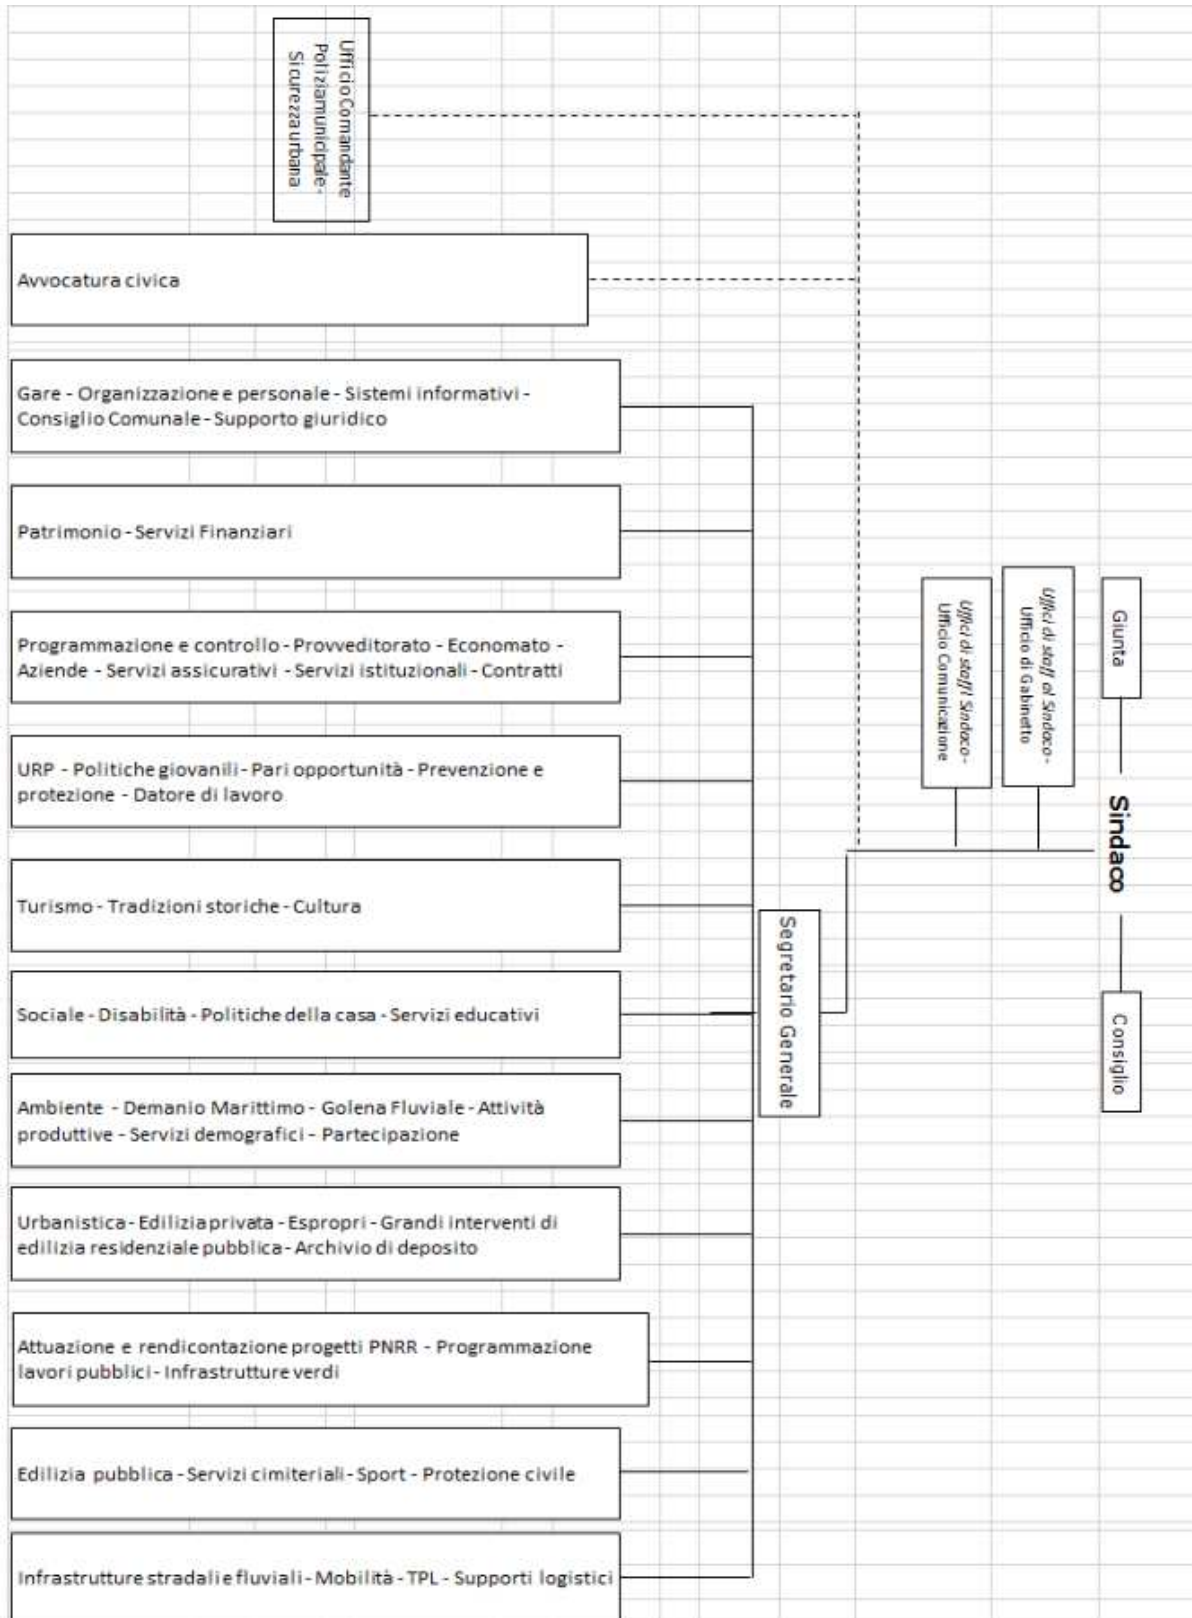 Ufficio Comandante
Polizia municipale -
Sicurezza urbana
Avvocatura civica
Gare - Organizzazione e personale - Sistemi informativi -
Consiglio Comunale - Supporto giuridico
Patrimonio - Servizi Finanziari
Programmazione e controllo - Provveditorato - Economato -
Aziende - Servizi assicurativi - Servizi istituzionali - Contratti
URP - Politiche giovanili - Pari opportunità - Prevenzione e
protezione - Datore di lavoro
Turismo - Tradizioni storiche - Cultura
Sociale - Disabilità - Politiche della casa - Servizi educativi
Ambiente - Demanio Marittimo - Golena Fluviale - Attività
produttive - Servizi demografici - Partecipazione
Urbanistica - Edilizia privata - Espropri - Grandi interventi di
edilizia residenziale pubblica - Archivio di deposito
Attuazione e rendicontazione progetti PNRR - Programmazione
lavori pubblici - Infrastrutture verdi
Edilizia pubblica - Servizi cimiteriali - Sport - Protezione civile
Infrastrutture stradali e fluviali - Mobilità - TPL - Supporti logistici
Segretario Generale
Uffici di staff l Sindaco -
Ufficio Comunicazione
Uffici di staff al Sindaco -
Ufficio di Gabinetto
Giunta
Sindaco
Consiglio